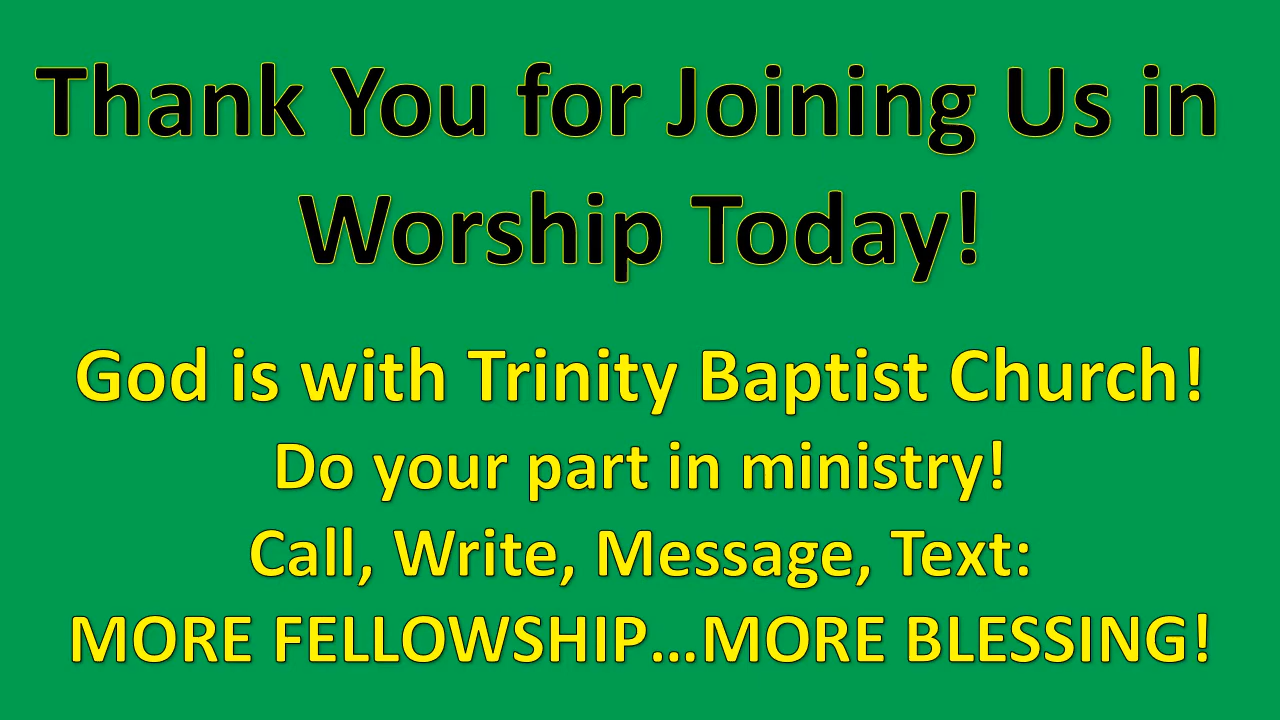 Thank You for Joining Us in
Worship Today!
God is with Trinity Baptist Church!
Do your part in ministry!
Call, Write, Message, Text:
MORE FELLOWSHIP...MORE BLESSING!